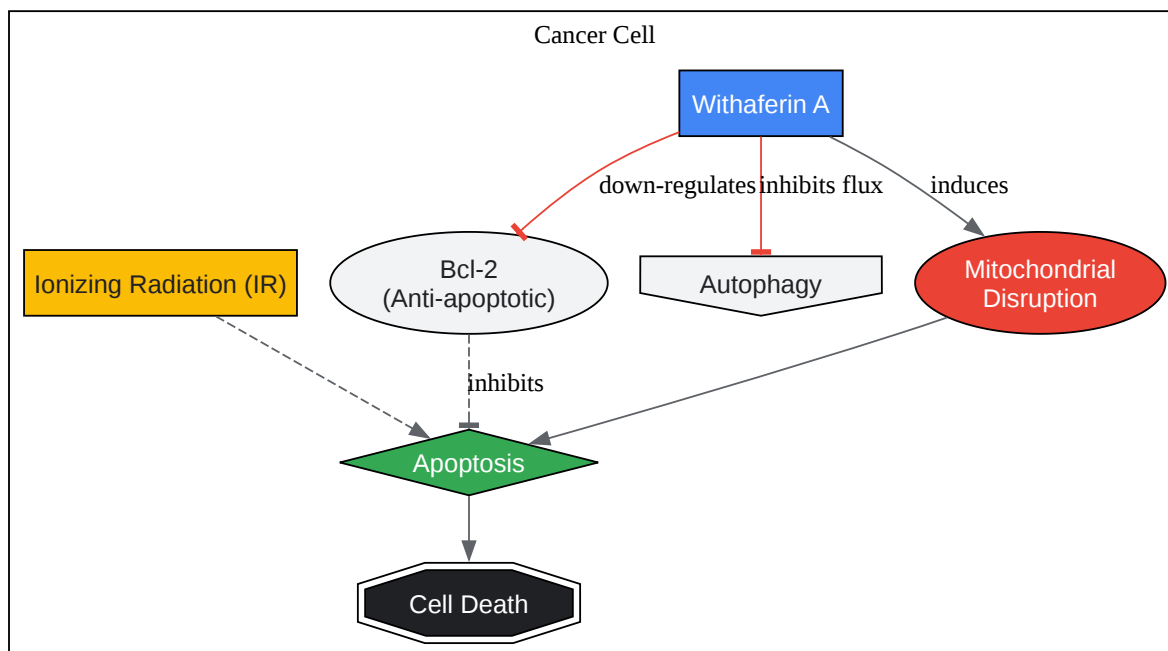 Cancer Cell
Withaferin A
down-regulates
inhibits flux
induces
Ionizing Radiation (IR)
Bcl-2
(Anti-apoptotic)
Autophagy
Mitochondrial
Disruption
inhibits
Apoptosis
Cell Death